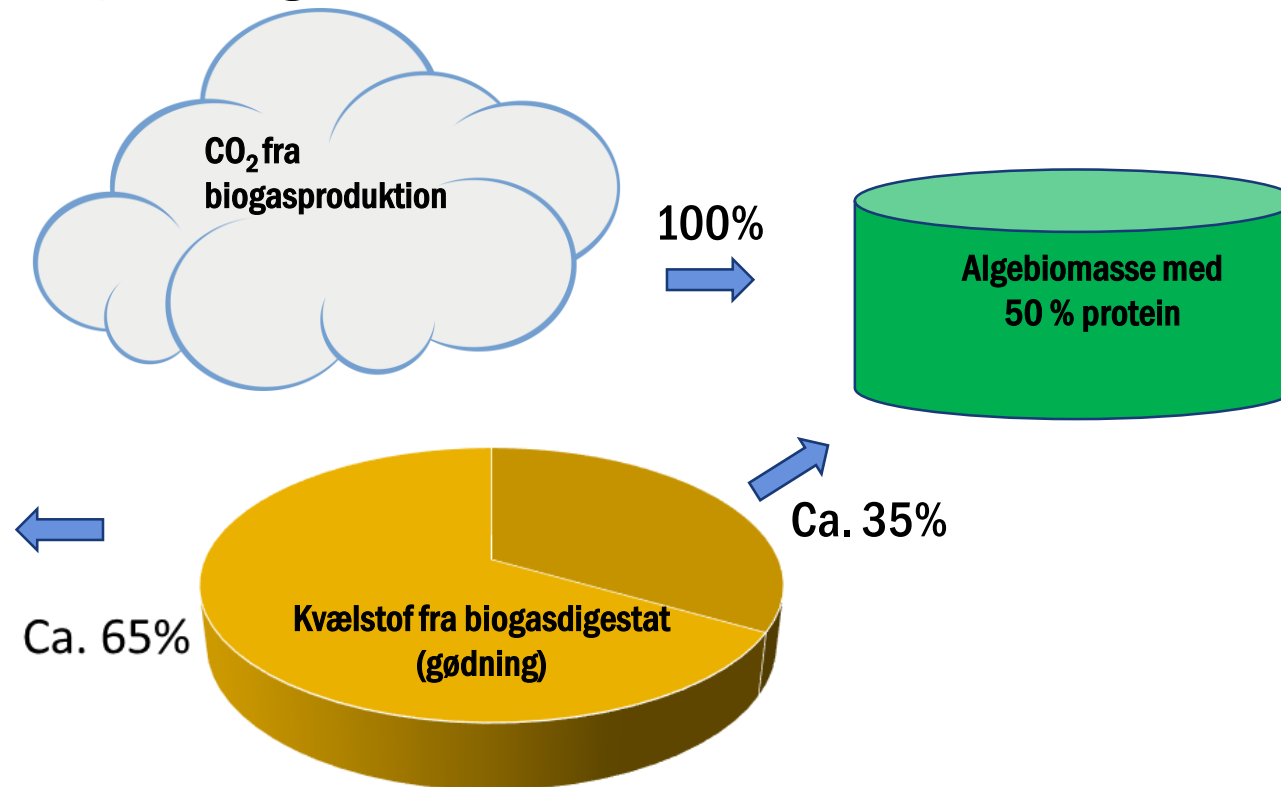 CO₂ fra
biogasproduktion
100%
Algebiomasse med
50 % protein
Ca. 35%
Ca. 65%
Kvælstof fra biogasdigestat
(gødning)